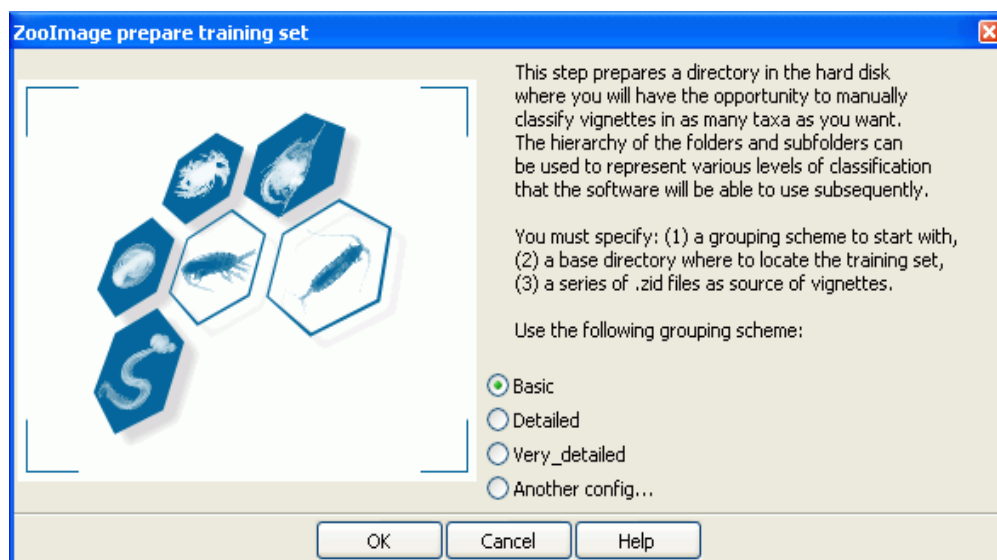 ZooImage prepare training set
This step prepares a directory in the hard disk
where you will have the opportunity to manually
classify vignettes in as many taxa as you want.
The hierarchy of the folders and subfolders can
be used to represent various levels of classification
that the software will be able to use subsequently.
You must specify: (1) a grouping scheme to start with,
(2) a base directory where to locate the training set,
(3) a series of .zid files as source of vignettes.
Use the following grouping scheme:
Basic
Detailed
Very_detailed
Another config...
OK Cancel Help